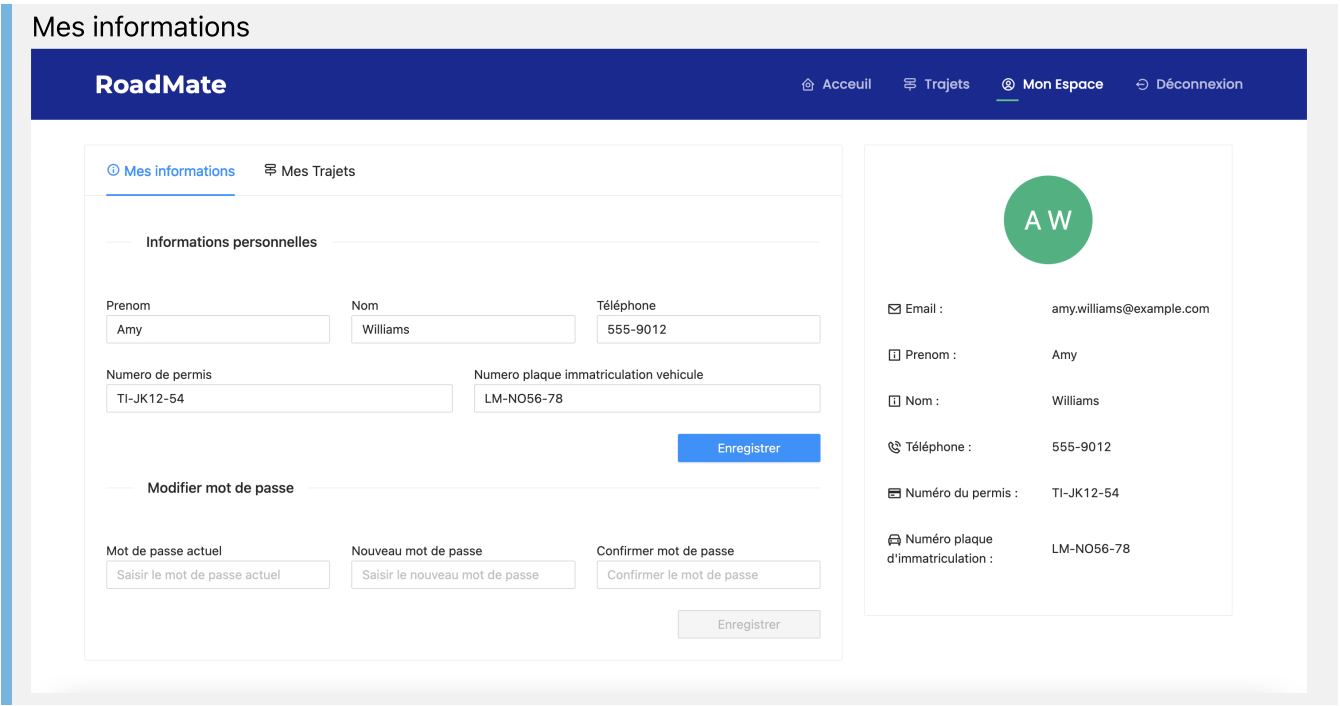 Mes informations
RoadMate
Acceuil
Trajets
Mon Espace
Déconnexion
Mes informations
Mes Trajets
Informations personnelles
Prenom
Nom
Téléphone
Amy
Williams
555-9012
Numero de permis
Numero plaque immatriculation vehicule
TI-JK12-54
LM-NO56-78
Enregistrer
Modifier mot de passe
Mot de passe actuel
Nouveau mot de passe
Confirmer mot de passe
Saisir le mot de passe actuel
Saisir le nouveau mot de passe
Confirmer le mot de passe
Enregistrer
A W
Email : amy.williams@example.com
Prenom : Amy
Nom : Williams
Téléphone : 555-9012
Numéro du permis : TI-JK12-54
Numéro plaque
d'immatriculation : LM-NO56-78